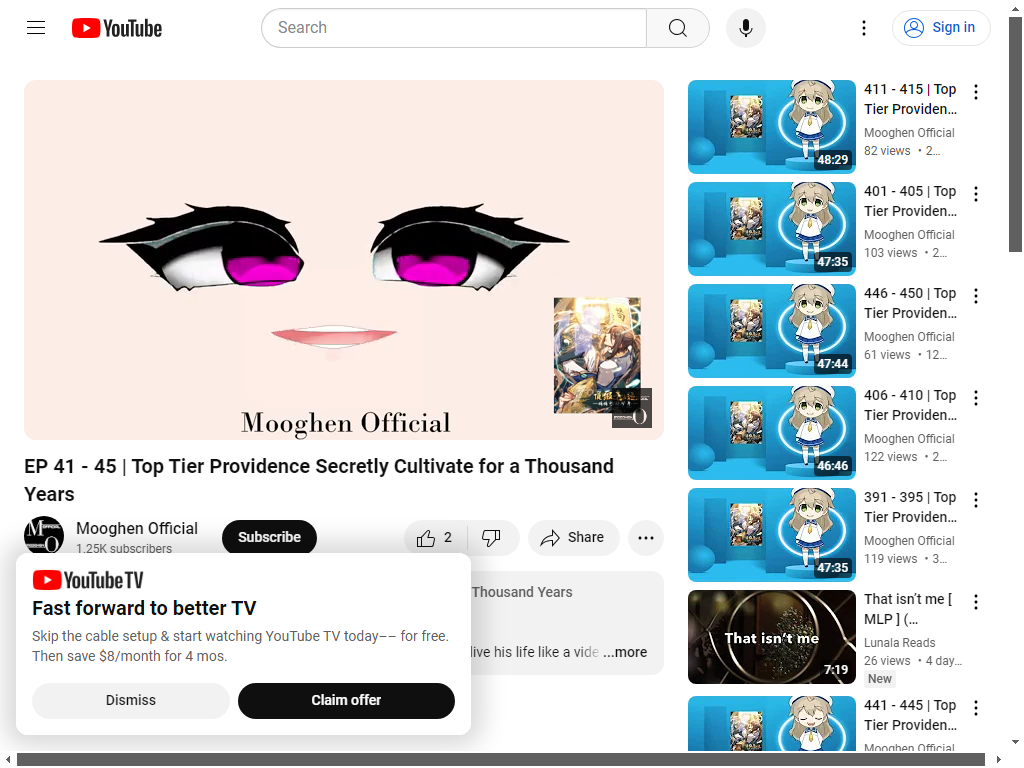 YouTube
Search
Sign in
Mooghen Official
EP 41 - 45 | Top Tier Providence Secretly Cultivate for a Thousand
Years
Mooghen Official
1.25K subscribers
Subscribe
2
Share
Thousand Years
live his life like a vide ...more
YouTube TV
Fast forward to better TV
Skip the cable setup & start watching YouTube TV today–– for free.
Then save $8/month for 4 mos.
Dismiss
Claim offer
411 - 415 | Top
Tier Providen…
Mooghen Official
82 views • 2…
48:29
401 - 405 | Top
Tier Providen…
Mooghen Official
103 views • 2…
47:35
446 - 450 | Top
Tier Providen…
Mooghen Official
61 views • 12…
47:44
406 - 410 | Top
Tier Providen…
Mooghen Official
122 views • 2…
46:46
391 - 395 | Top
Tier Providen…
Mooghen Official
119 views • 3…
47:35
That isn't me
7:19
That isn't me [
MLP ] (…
Lunala Reads
26 views • 4 day…
New
441 - 445 | Top
Tier Providen…
Mooghen Official